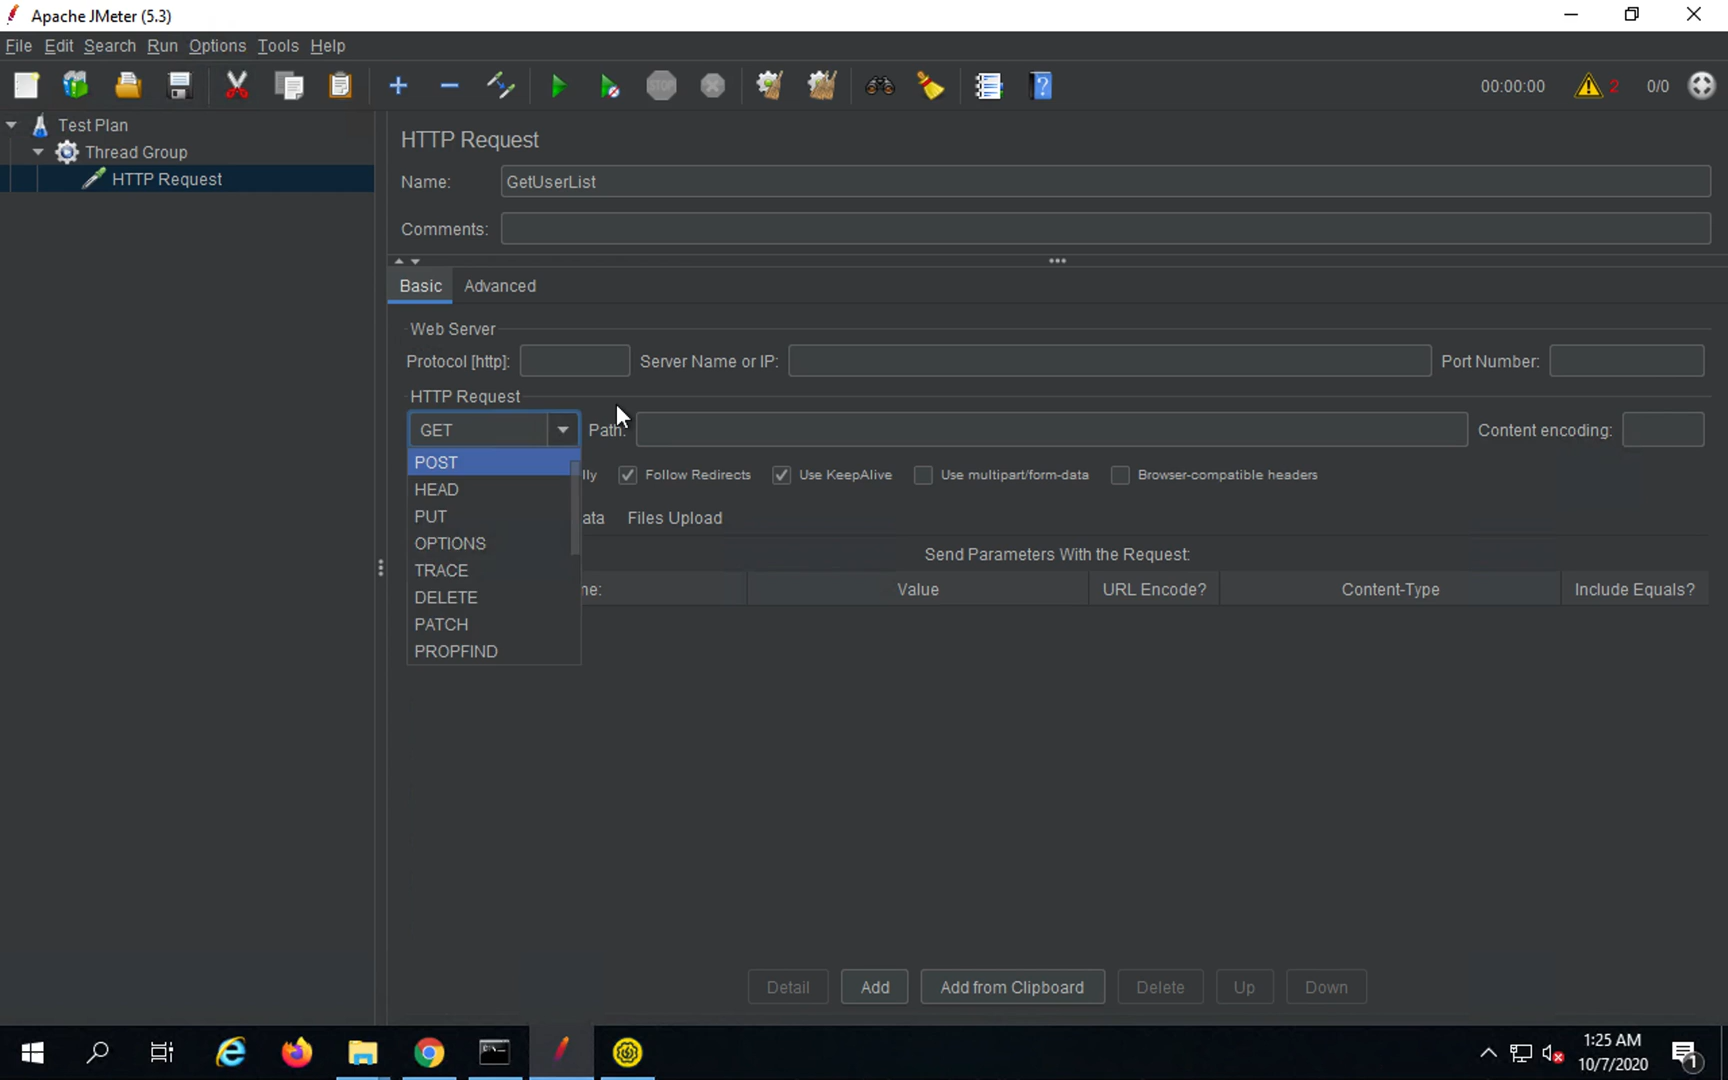 Apache JMeter (5.3)
File Edit Search Run Options Tools Help
STOP
00:00:00 2 0/0
Test Plan
Thread Group
HTTP Request
HTTP Request
Name: GetUserList
Comments:
Basic Advanced
Web Server
Protocol [http]: Server Name or IP: Port Number:
HTTP Request
GET Path: Content encoding:
POST
HEAD
PUT
OPTIONS
TRACE
DELETE
PATCH
PROPFIND
lly Follow Redirects Use KeepAlive Use multipart/form-data Browser-compatible headers
ata Files Upload
Send Parameters With the Request:
ne: Value URL Encode? Content-Type Include Equals?
Detail Add Add from Clipboard Delete Up Down
1:25 AM
10/7/2020
1